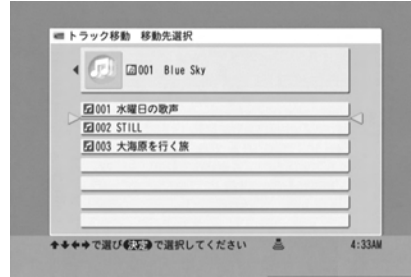 トラック移動 移動先選択
001 Blue Sky
001 水曜日の歌声
002 STILL
003 大海原を行く旅
↑↓←→で選び決定で選択してください 4:33AM